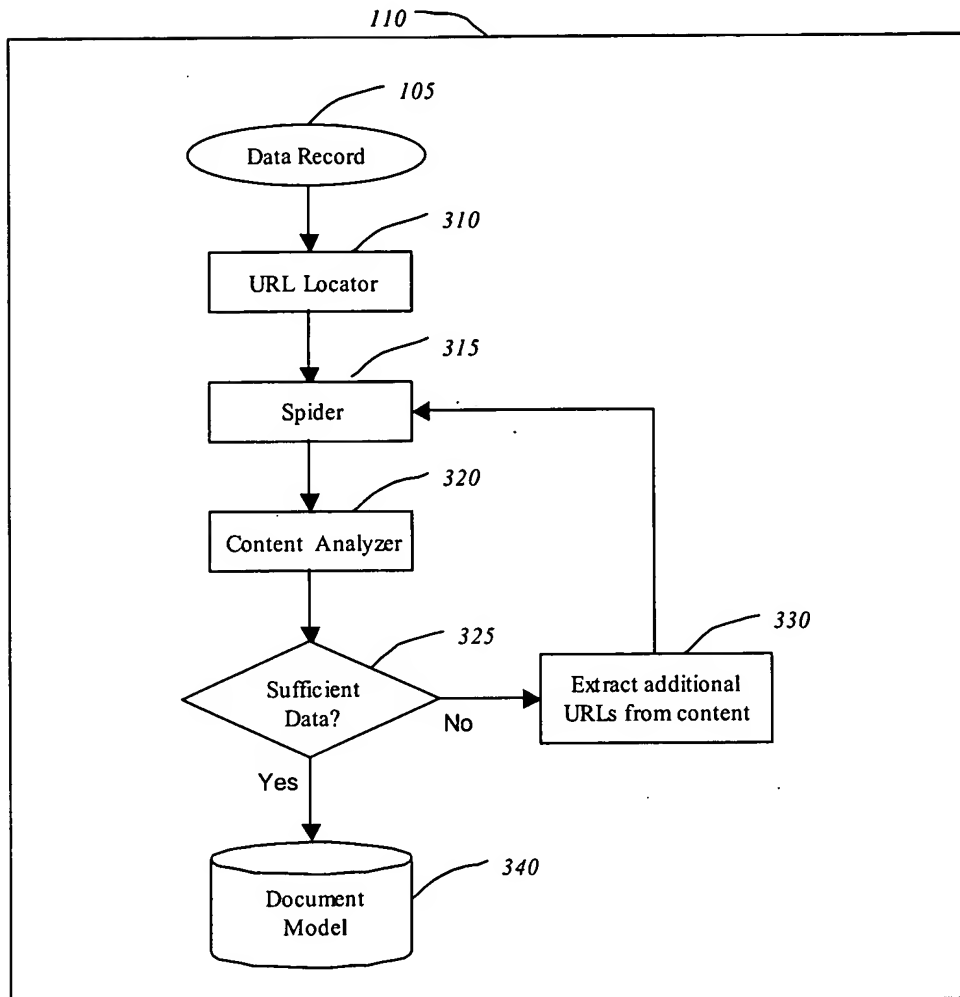 110
105
Data Record
310
URL Locator
315
Spider
320
Content Analyzer
325
Sufficient
Data?
No
330
Extract additional
URLs from content
Yes
340
Document
Model